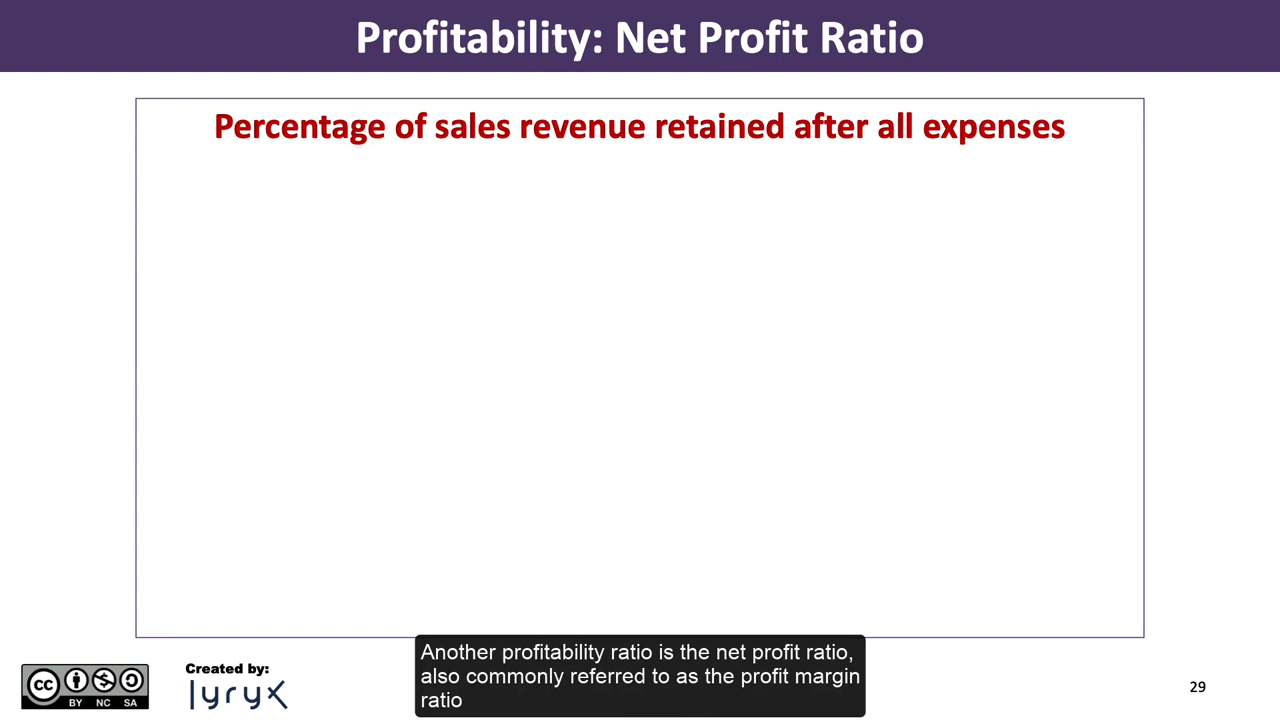 Profitability: Net Profit Ratio
Percentage of sales revenue retained after all expenses
Another profitability ratio is the net profit ratio,
also commonly referred to as the profit margin
ratio
cc
BY NC SA
Created by:
lyryx
29